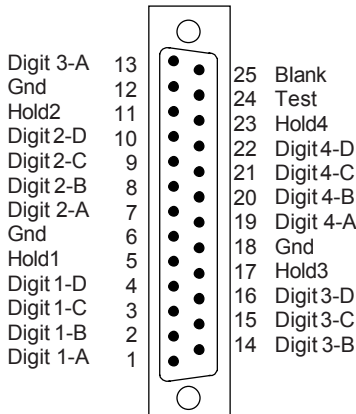 Digit 3-A 13
Gnd 12
Hold2 11
Digit 2-D 10
Digit 2-C 9
Digit 2-B 8
Digit 2-A 7
Gnd 6
Hold1 5
Digit 1-D 4
Digit 1-C 3
Digit 1-B 2
Digit 1-A 1
25 Blank
24 Test
23 Hold4
22 Digit 4-D
21 Digit 4-C
20 Digit 4-B
19 Digit 4-A
18 Gnd
17 Hold3
16 Digit 3-D
15 Digit 3-C
14 Digit 3-B